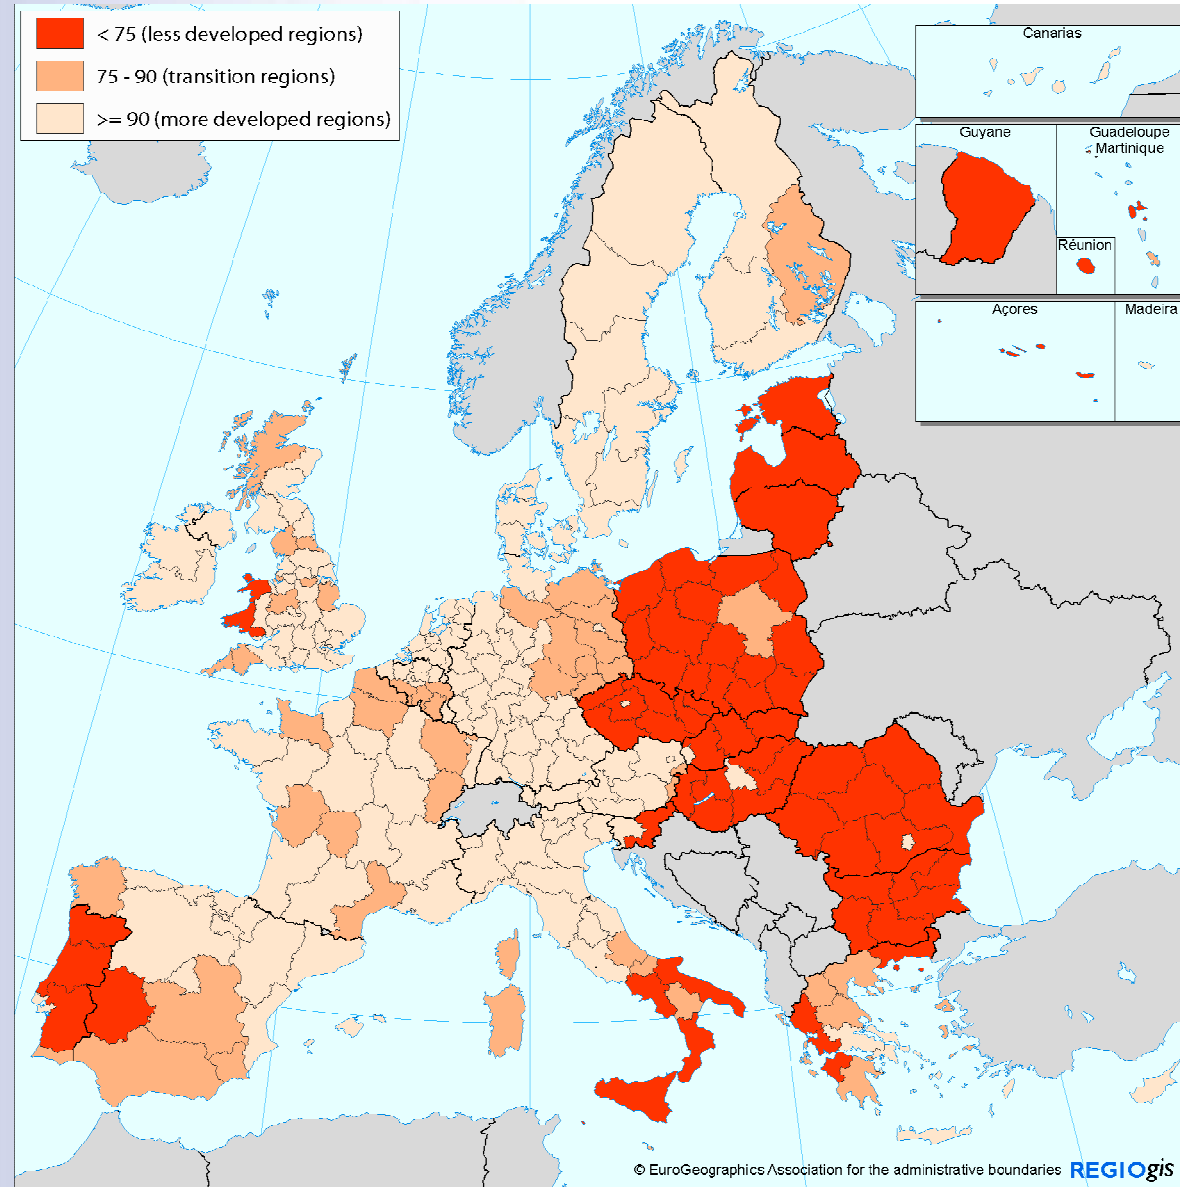 < 75 (less developed regions)
75 - 90 (transition regions)
>= 90 (more developed regions)
Canarias
Guyane
Guadeloupe
Martinique
Réunion
Açores
Madeira
© EuroGeographics Association for the administrative boundaries
REGIOgis